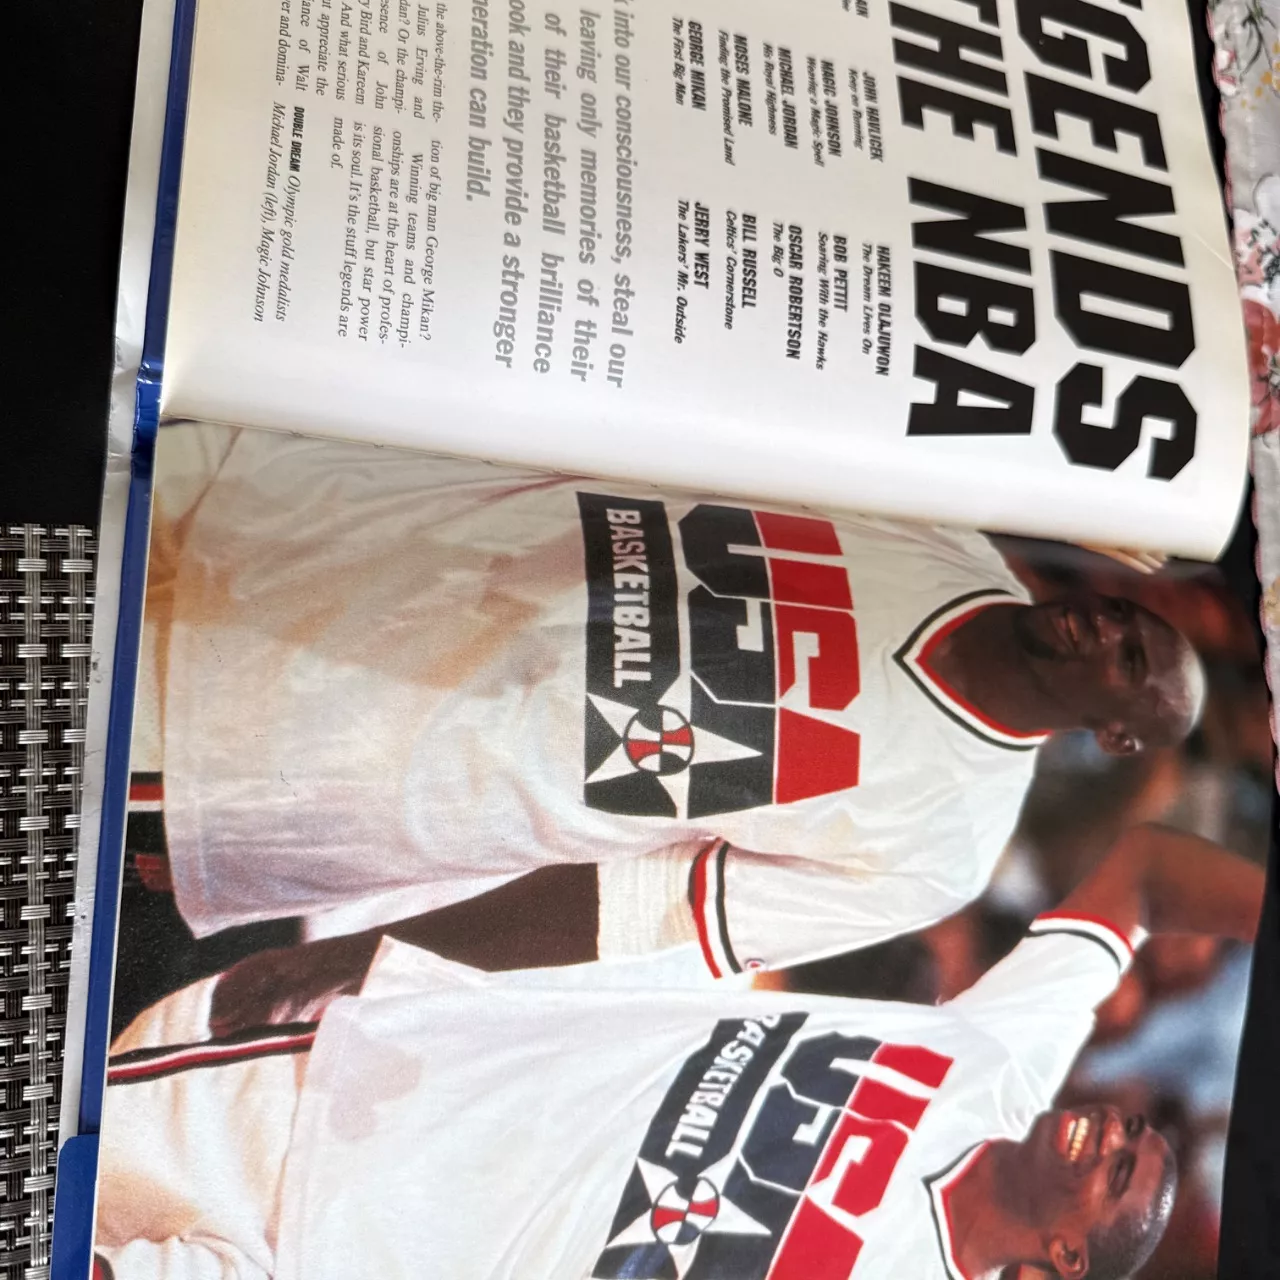 GENDS
THE NBA
JOHN HAVLICEK
Keep on Running
MAGIC JOHNSON
Weaving a Magic Spell
MICHAEL JORDAN
His Royal Highness
MOSES MALONE
Finding the Promised Land
GEORGE MIKAN
The First Big Man
HAKEEM OLAJUWON
The Dream Lives On
BOB PETTIT
Soaring With the Hawks
OSCAR ROBERTSON
The Big O
BILL RUSSELL
Celtics' Cornerstone
JERRY WEST
The Lakers' Mr. Outside
into our consciousness, steal our
leaving only memories of their
of their basketball brilliance
ook and they provide a stronger
neration can build.
the above-the-rim the-
Julius Erving and
dan? Or the champi-
esence of John
y Bird and Kareem
And what serious
ut appreciate the
ance of Walt
er and domina-
tion of big man George Mikan?
Winning teams and champi-
onships are at the heart of profes-
sional basketball, but star power
is its soul. It's the stuff legends are
made of.
DOUBLE DREAM Olympic gold medalists
Michael Jordan (left), Magic Johnson
USA
BASKETBALL
USA
BASKETBALL